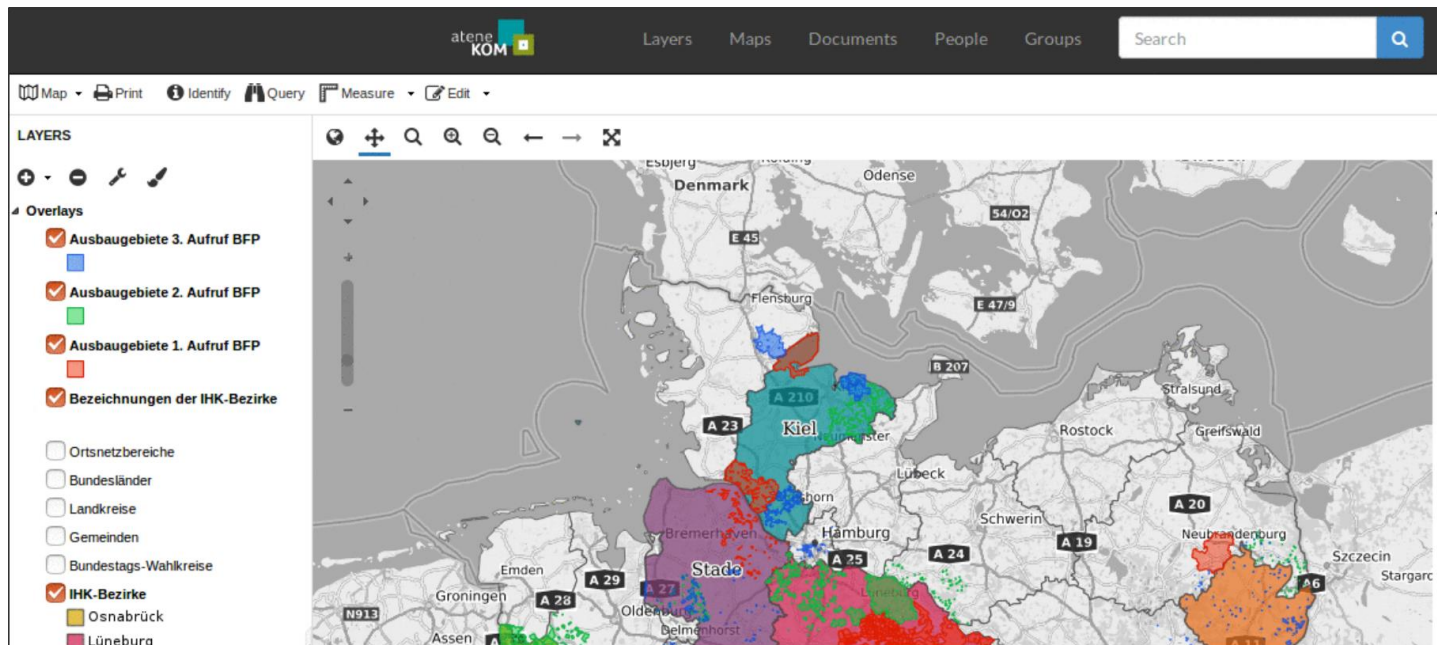 atene
KOM
Layers Maps Documents People Groups Search
Map Print Identify Query Measure Edit
LAYERS
Overlays
Ausbaugebiete 3. Aufruf BFP
Ausbaugebiete 2. Aufruf BFP
Ausbaugebiete 1. Aufruf BFP
Bezeichnungen der IHK-Bezirke
Ortsnetzbereiche
Bundesländer
Landkreise
Gemeinden
Bundestags-Wahlkreise
IHK-Bezirke
Osnabrück
Lüneburg
Esbjerg
Odense
Denmark
54/O2
E 45
Flensburg
E 47/9
B 207
Stralsund
A 210
A 23
Kiel
Neumünster
Rostock
Greifswald
Lübeck
horn
A 20
Schwerin
Bremerhaven
Hamburg
A 19
Neubrandenburg
A 25
A 24
Szczecin
Emden
Stade
A 29
A 27
A6
Stargard
Groningen
A 28
Lüneburg
N913
Oldenburg
Delmenhorst
Assen
A 11